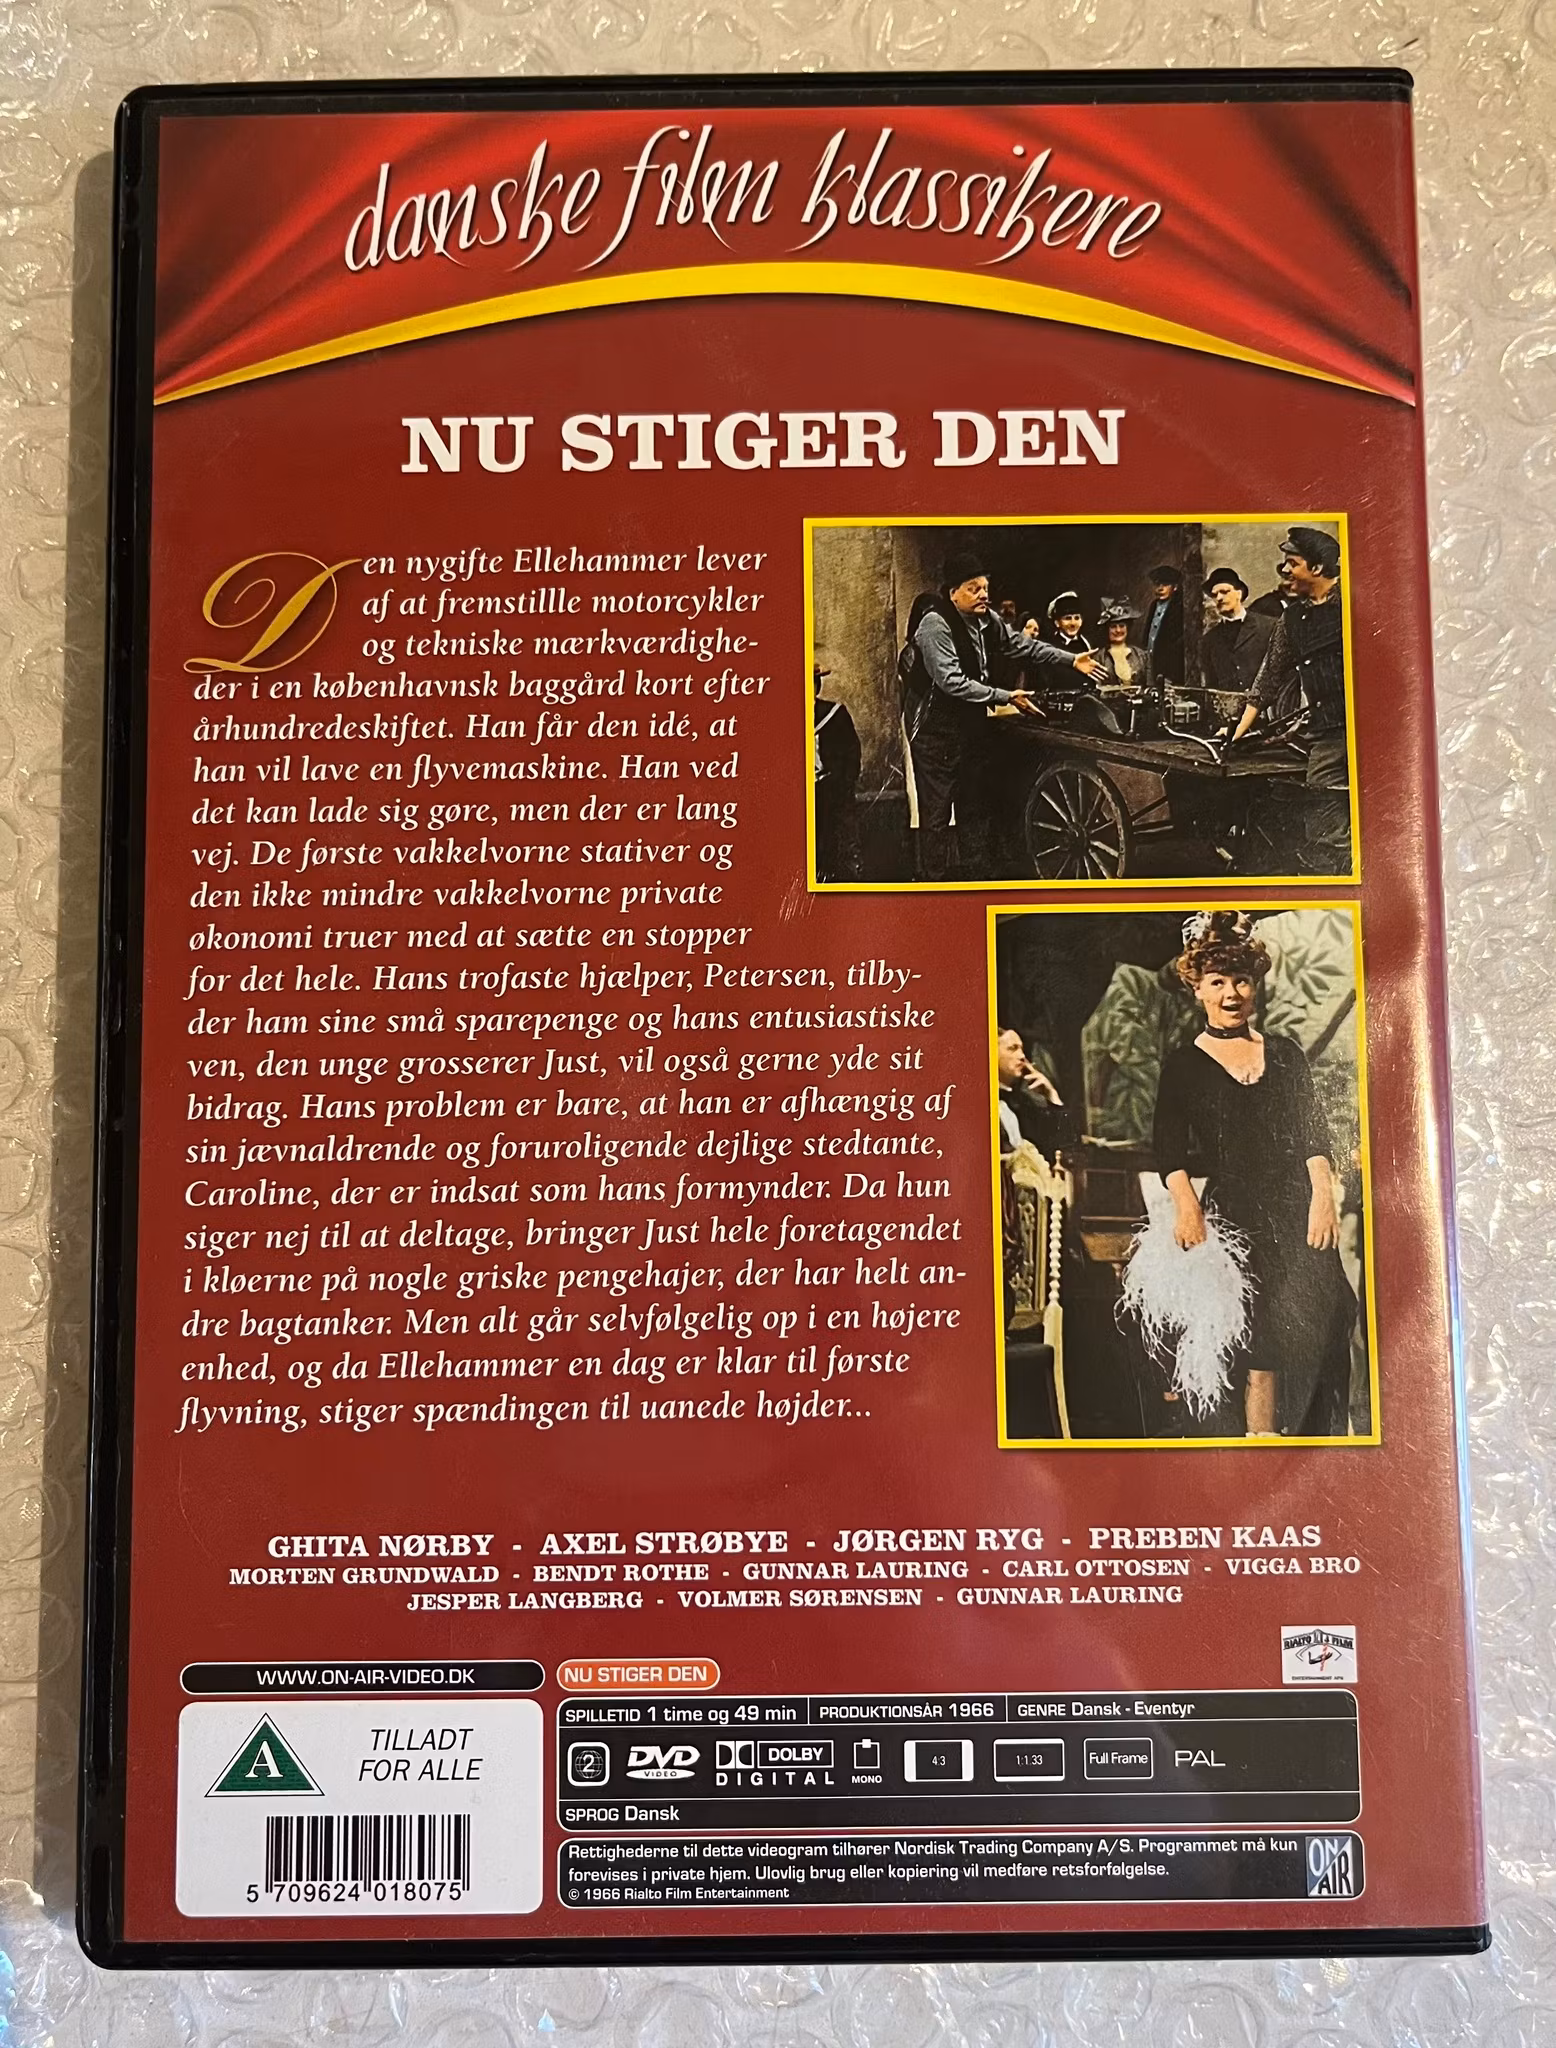 danske film klassikere
NU STIGER DEN
Den nygifte Ellehammer lever
af at fremstillle motorcykler
og tekniske mærkværdighe-
der i en københavnsk baggård kort efter
århundredeskiftet. Han får den idé, at
han vil lave en flyvemaskine. Han ved
det kan lade sig gøre, men der er lang
vej. De første vakkelvorne stativer og
den ikke mindre vakkelvorne private
økonomi truer med at sætte en stopper
for det hele. Hans trofaste hjælper, Petersen, tilby-
der ham sine små sparepenge og hans entusiastiske
ven, den unge grosserer Just, vil også gerne yde sit
bidrag. Hans problem er bare, at han er afhængig af
sin jævnaldrende og foruroligende dejlige stedtante,
Caroline, der er indsat som hans formynder. Da hun
siger nej til at deltage, bringer Just hele foretagendet
i kløerne på nogle griske pengehajer, der har helt an-
dre bagtanker. Men alt går selvfølgelig op i en højere
enhed, og da Ellehammer en dag er klar til første
flyvning, stiger spændingen til uanede højder...
GHITA NØRBY - AXEL STRØBYE - JØRGEN RYG - PREBEN KAAS
MORTEN GRUNDWALD - BENDT ROTHE - GUNNAR LAURING - CARL OTTOSEN - VIGGA BRO
JESPER LANGBERG - VOLMER SØRENSEN - GUNNAR LAURING
RIALTO FILM
ENTERTAINMENT APS
WWW.ON-AIR-VIDEO.DK
NU STIGER DEN
A
TILLADT
FOR ALLE
5 709624 018075
SPILLETID 1 time og 49 min PRODUKTIONSÅR 1966 GENRE Dansk - Eventyr
2 DVD VIDEO DOLBY DIGITAL MONO 4:3 1:1.33 Full Frame PAL
SPROG Dansk
Rettighederne til dette videogram tilhører Nordisk Trading Company A/S. Programmet må kun
forevises i private hjem. Ulovlig brug eller kopiering vil medføre retsforfølgelse.
© 1966 Rialto Film Entertainment
ON AIR